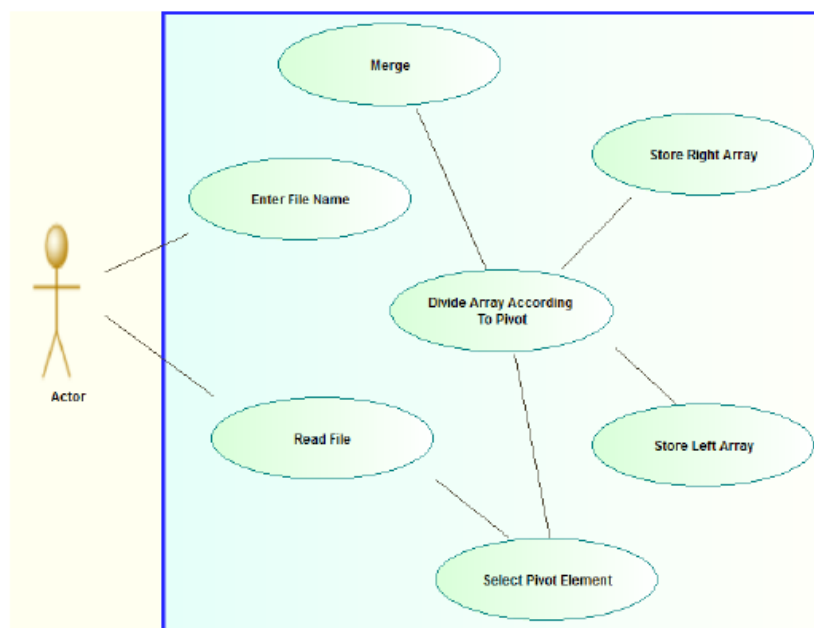 Merge
Store Right Array
Enter File Name
Divide Array According
To Pivot
Actor
Read File
Store Left Array
Select Pivot Element